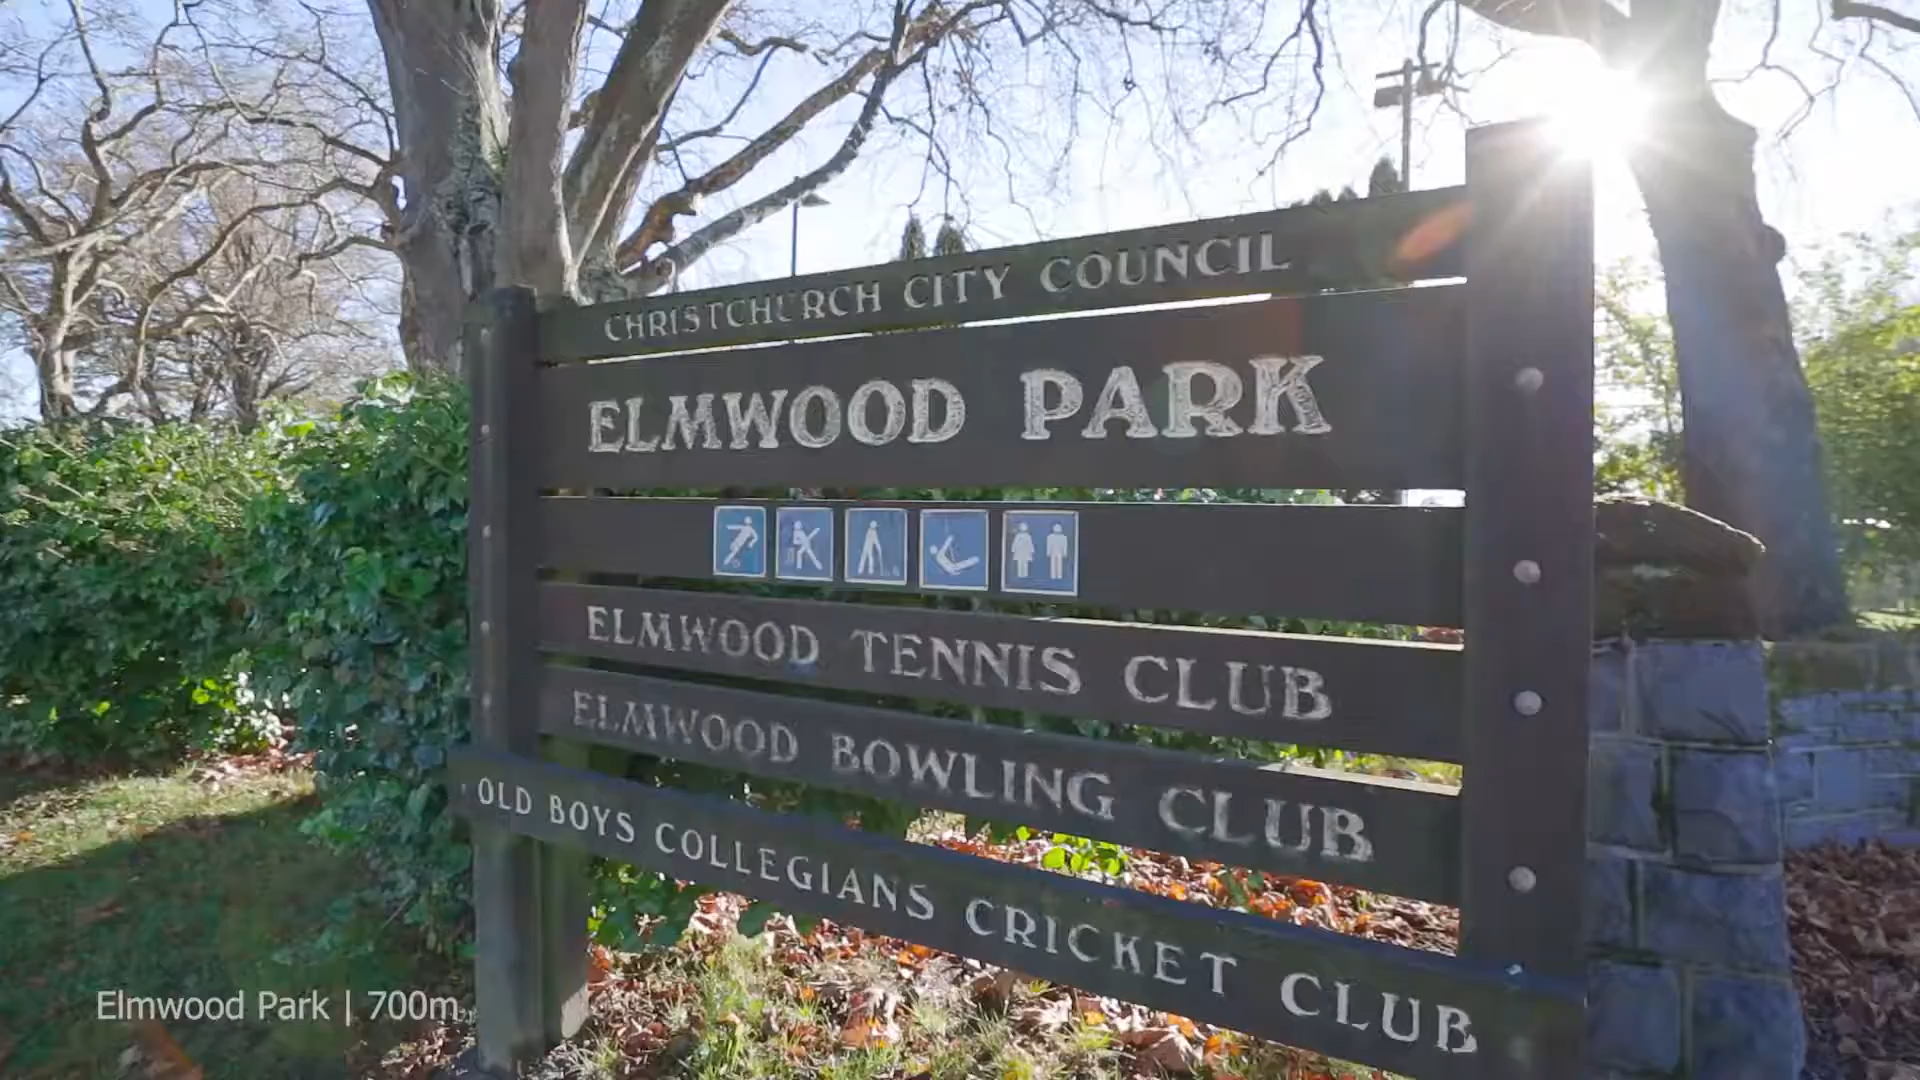 CHRISTCHURCH CITY COUNCIL
ELMWOOD PARK
ELMWOOD TENNIS CLUB
ELMWOOD BOWLING CLUB
OLD BOYS COLLEGIANS CRICKET CLUB
Elmwood Park | 700m